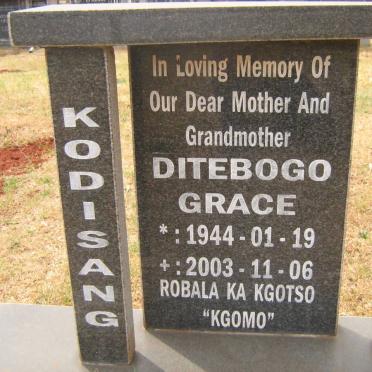 KODISANG
In Loving Memory Of
Our Dear Mother And
Grandmother
DITEBOGO
GRACE
* : 1944 - 01 - 19
+ : 2003 - 11 - 06
ROBALA KA KGOTSO
"KGOMO"